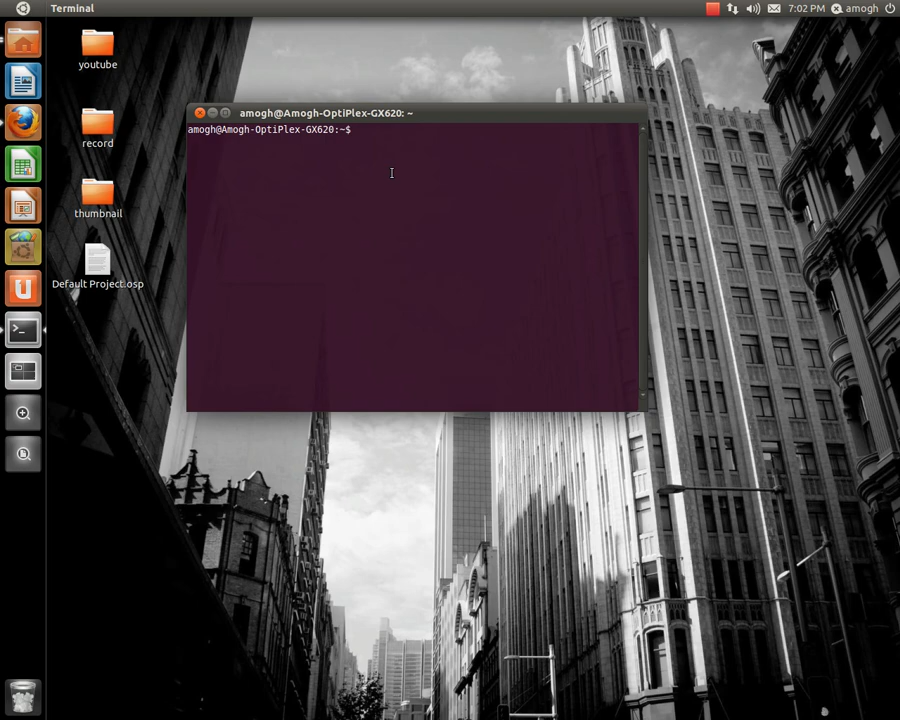 Terminal
7:02 PM
amogh
youtube
record
thumbnail
Default Project.osp
amogh@Amogh-OptiPlex-GX620: ~
amogh@Amogh-OptiPlex-GX620:~$